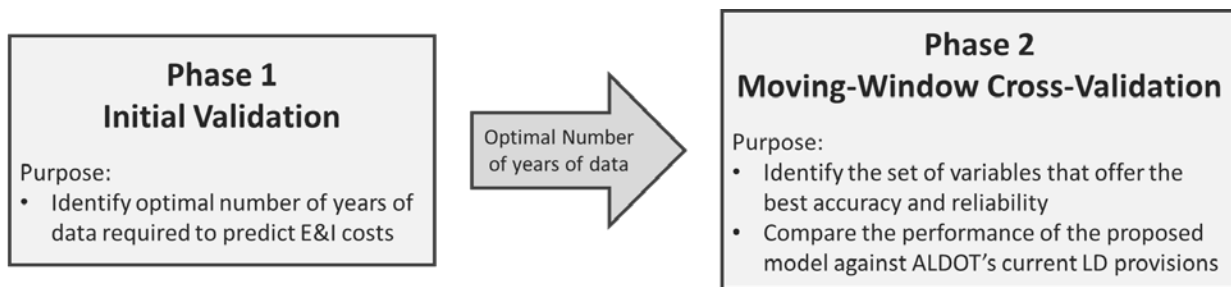 Phase 1
Initial Validation
Purpose:
• Identify optimal number of years of
data required to predict E&I costs
Optimal Number
of years of data
Phase 2
Moving-Window Cross-Validation
Purpose:
• Identify the set of variables that offer the
best accuracy and reliability
• Compare the performance of the proposed
model against ALDOT's current LD provisions